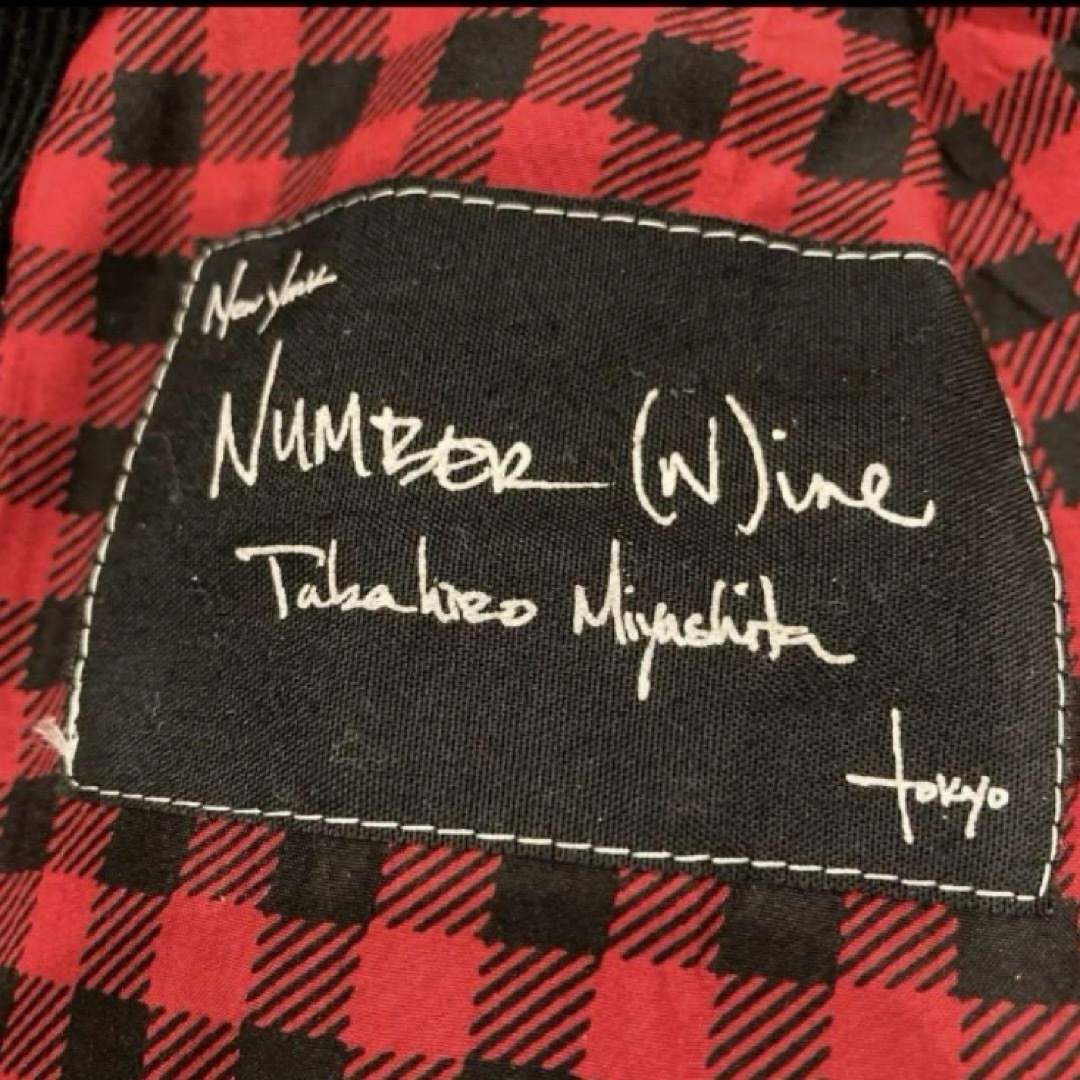 New York
NUMBER (N)ine
Takahiro Miyashita
tokyo